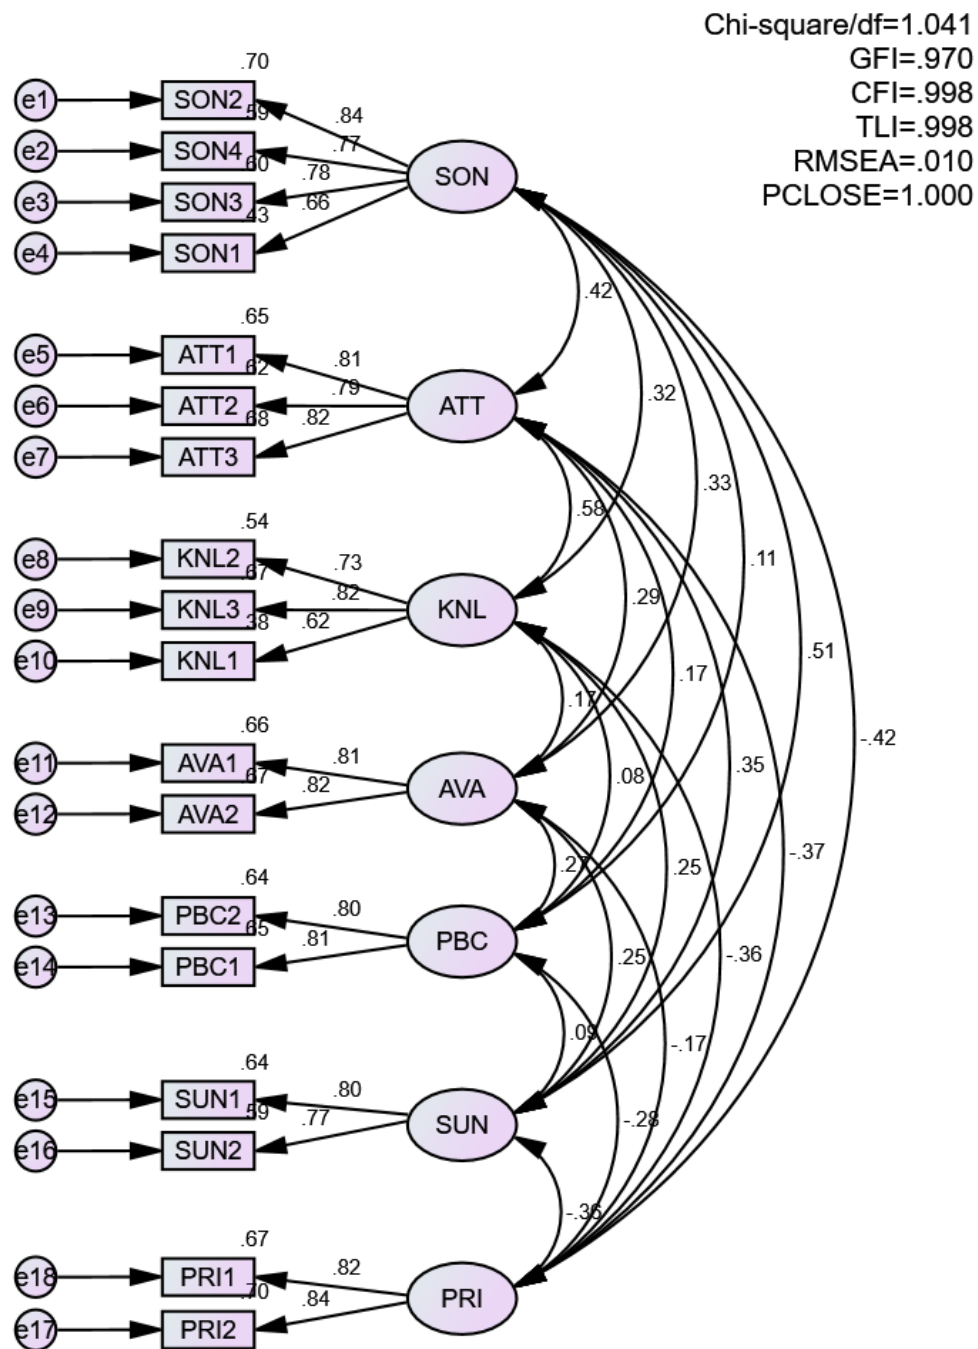 Chi-square/df=1.041
GFI=.970
CFI=.998
TLI=.998
RMSEA=.010
PCLOSE=1.000
.70
e1 SON2 .84
.59
e2 SON4 .77
.60
e3 SON3 .78
.43
e4 SON1 .66
SON
.42
.65
e5 ATT1 .81
.62
e6 ATT2 .79
.68
e7 ATT3 .82
ATT
.32
.33
.58
.11
.54
e8 KNL2 .73
.67
e9 KNL3 .82
.38
e10 KNL1 .62
KNL
.29
.51
.17
.17
-.42
.66
e11 AVA1 .81
.67
e12 AVA2 .82
AVA
.08
.35
-.37
.27
.25
.64
e13 PBC2 .80
.65
e14 PBC1 .81
PBC
.25
-.36
.09
-.17
.64
e15 SUN1 .80
.59
e16 SUN2 .77
SUN
-.28
-.36
.67
e18 PRI1 .82
.70
e17 PRI2 .84
PRI